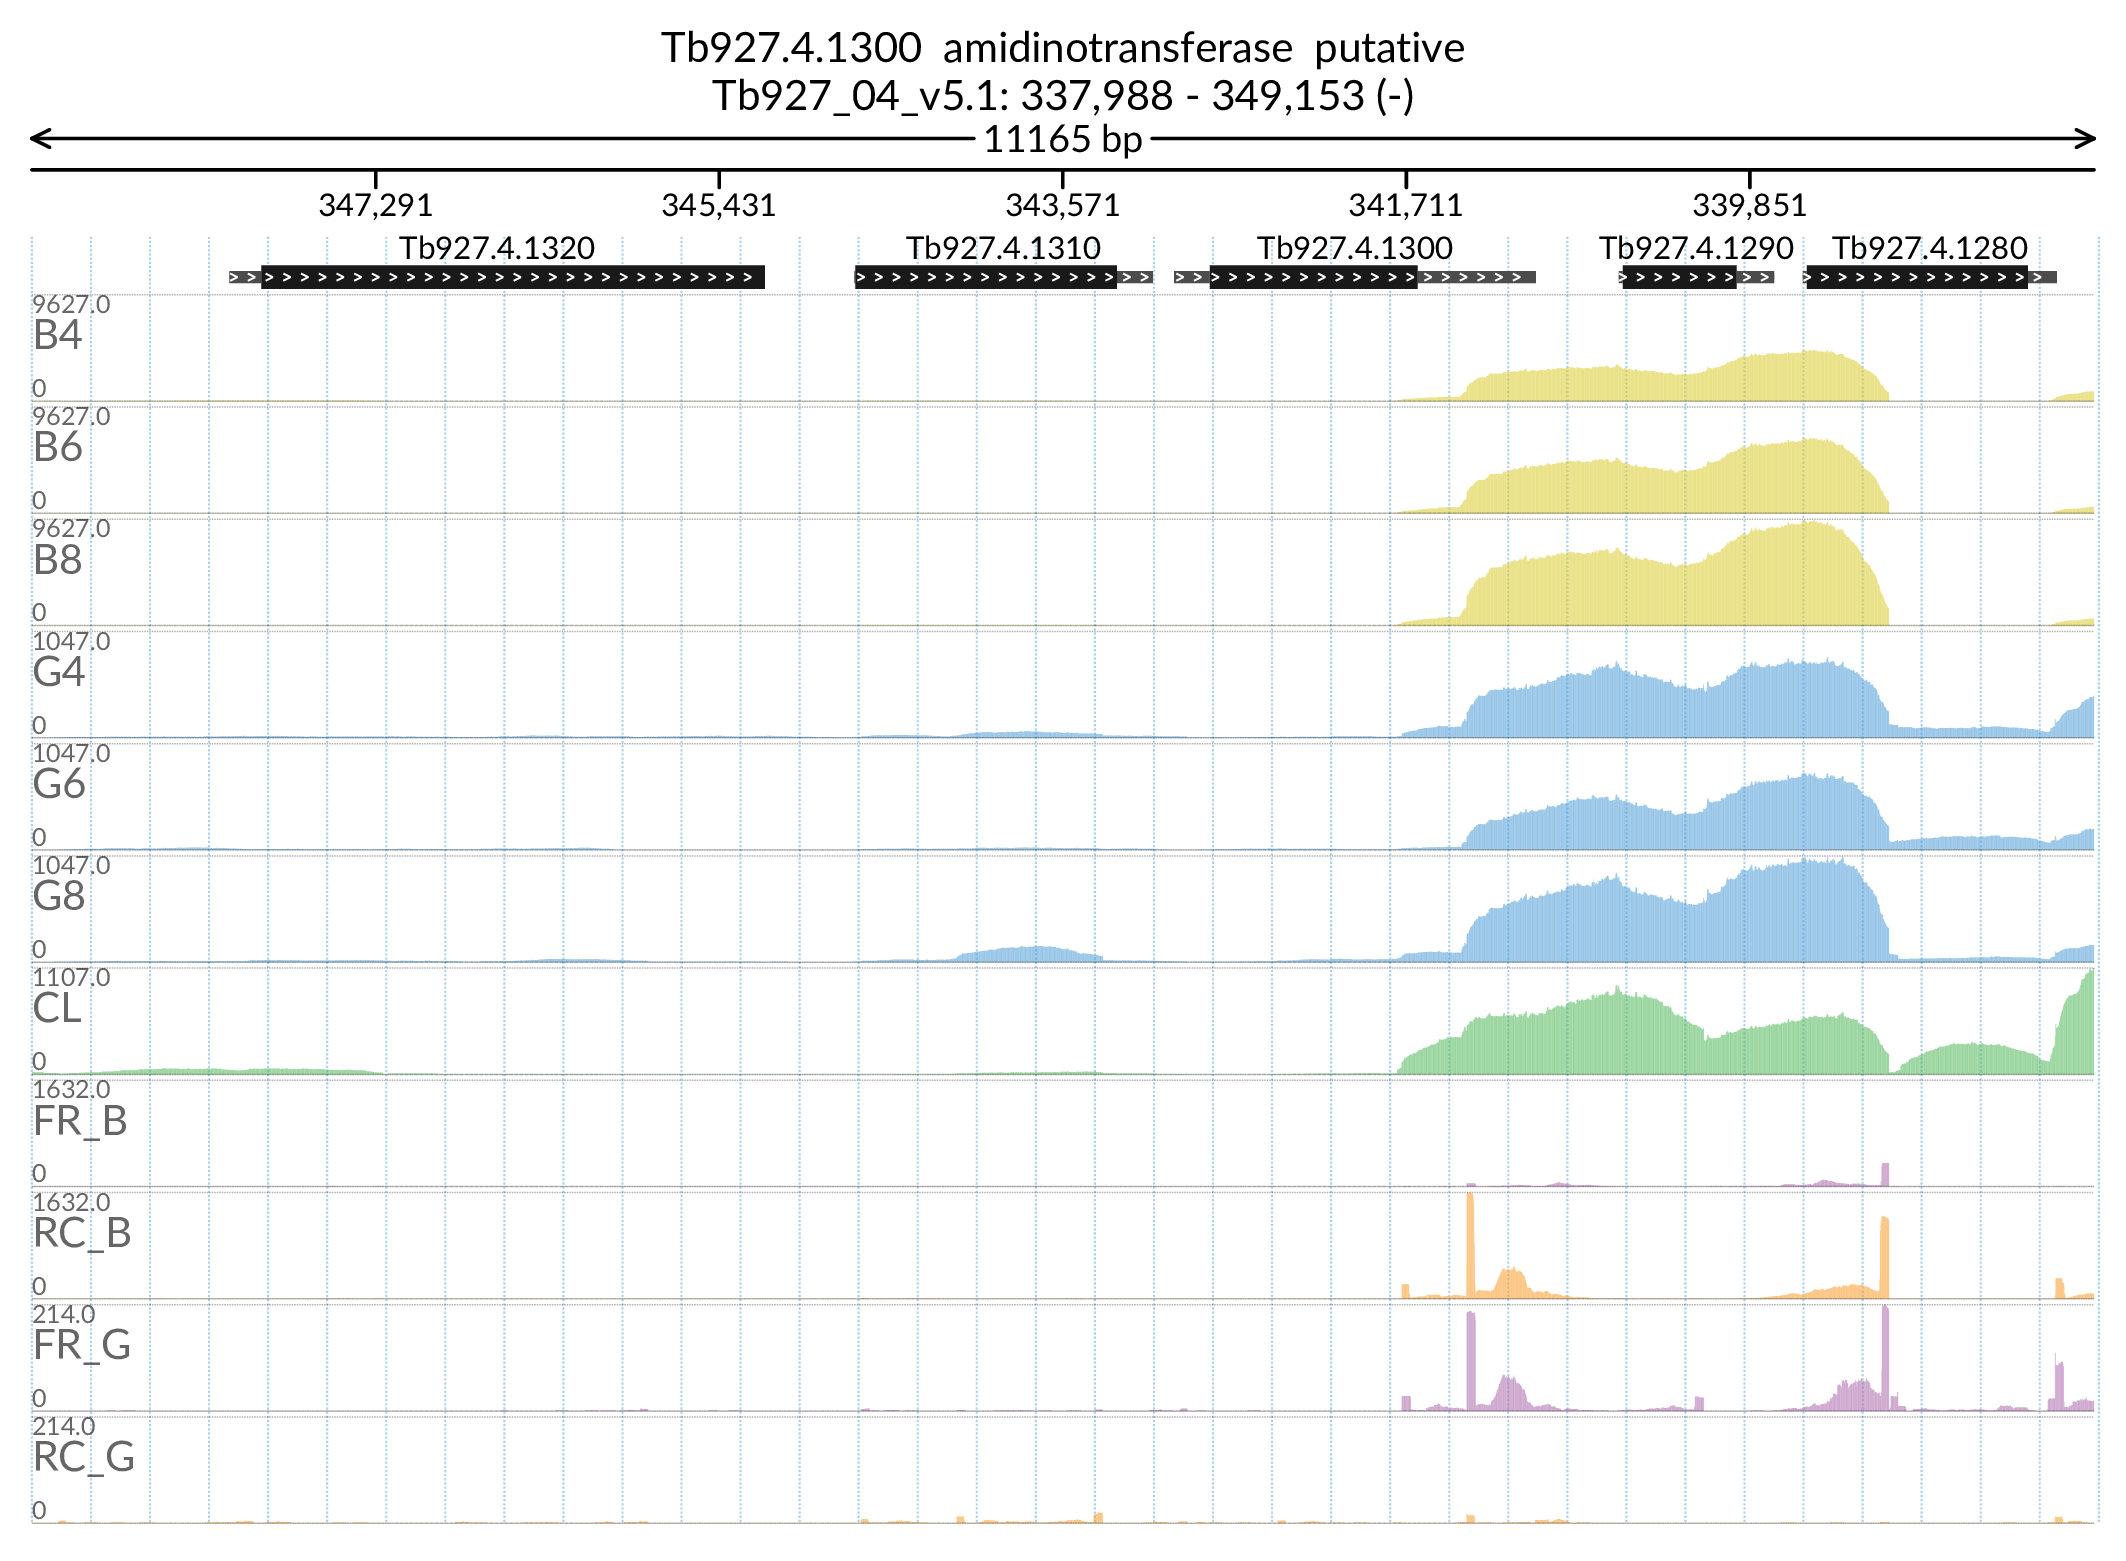 Tb927.4.1300 amidinotransferase putative
Tb927_04_v5.1: 337,988 - 349,153 (-)
11165 bp
347,291 345,431 343,571 341,711 339,851
Tb927.4.1320 Tb927.4.1310 Tb927.4.1300 Tb927.4.1290 Tb927.4.1280
9627.0
B4
0
9627.0
B6
0
9627.0
B8
0
1047.0
G4
0
1047.0
G6
0
1047.0
G8
0
1107.0
CL
0
1632.0
FR_B
0
1632.0
RC_B
0
214.0
FR_G
0
214.0
RC_G
0